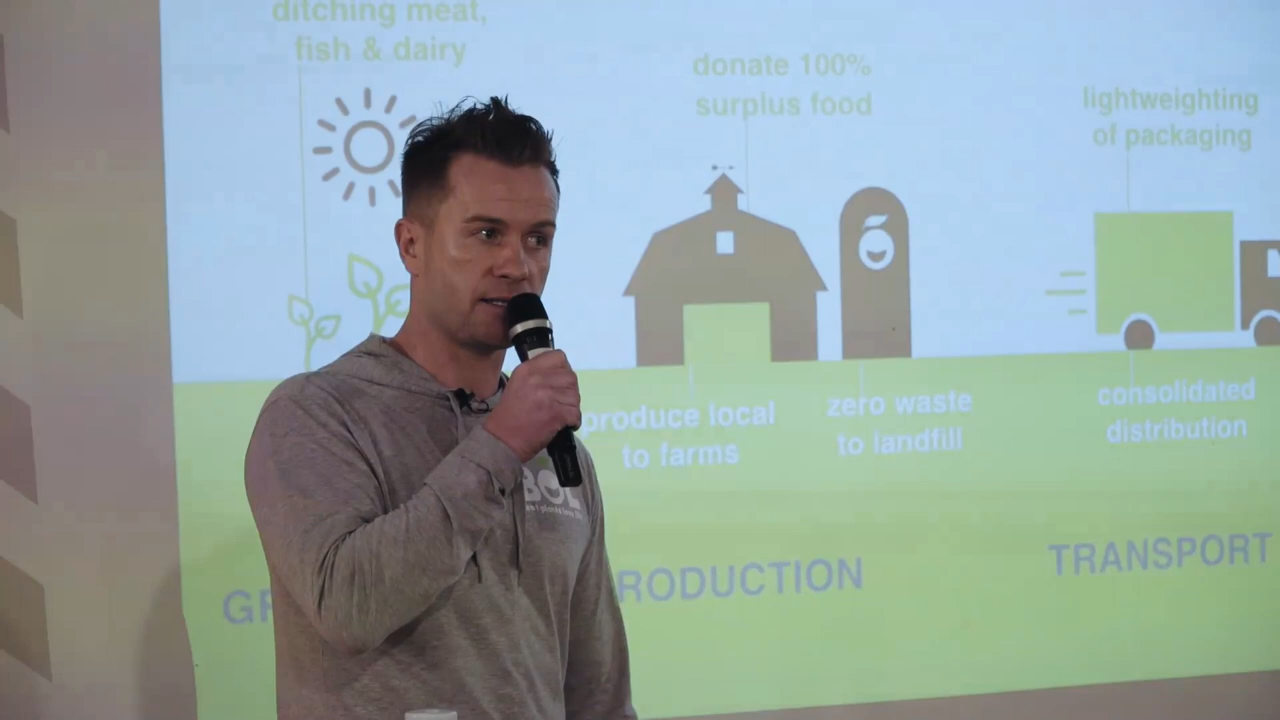 ditching meat,
fish & dairy
donate 100%
surplus food
lightweighting
of packaging
produce local
to farms
zero waste
to landfill
consolidated
distribution
RODUCTION
TRANSPORT
BOL